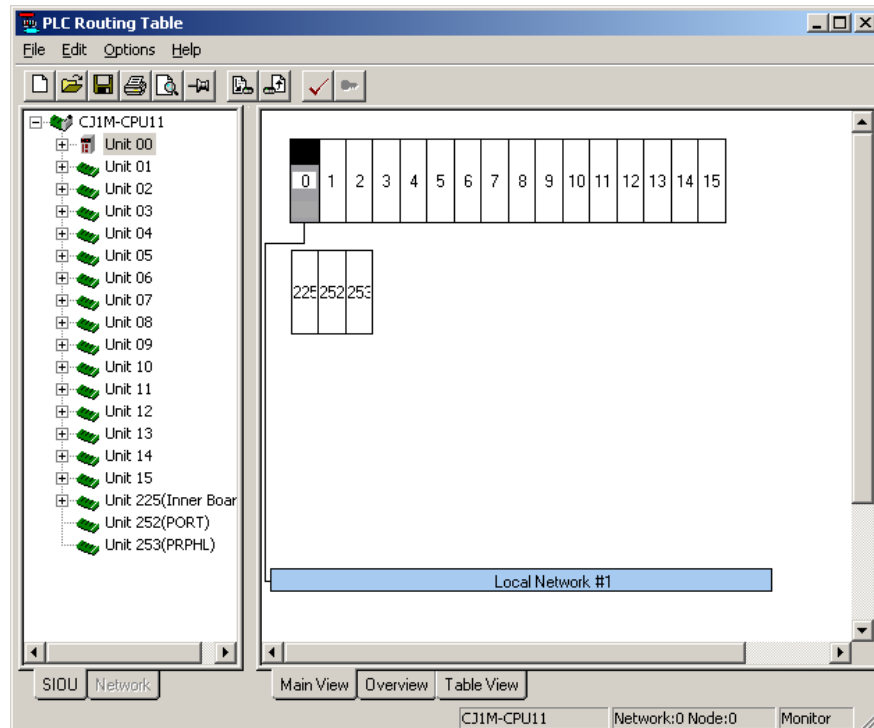 PLC Routing Table
File Edit Options Help
CJ1M-CPU11
Unit 00
Unit 01
Unit 02
Unit 03
Unit 04
Unit 05
Unit 06
Unit 07
Unit 08
Unit 09
Unit 10
Unit 11
Unit 12
Unit 13
Unit 14
Unit 15
Unit 225(Inner Boar
Unit 252(PORT)
Unit 253(PRPHL)
0 1 2 3 4 5 6 7 8 9 10 11 12 13 14 15
225 252 253
Local Network #1
SIOU Network
Main View Overview Table View
CJ1M-CPU11 Network:0 Node:0 Monitor